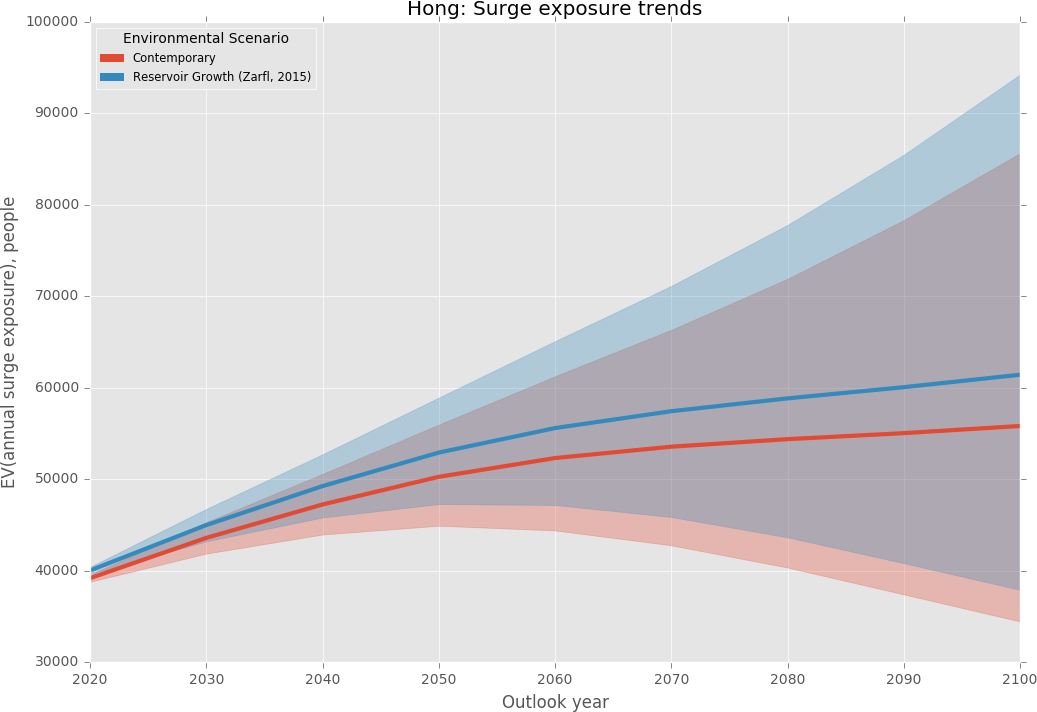 Hong: Surge exposure trends
Environmental Scenario
Contemporary
Reservoir Growth (Zarfl, 2015)
EV(annual surge exposure), people
100000
90000
80000
70000
60000
50000
40000
30000
2020 2030 2040 2050 2060 2070 2080 2090 2100
Outlook year